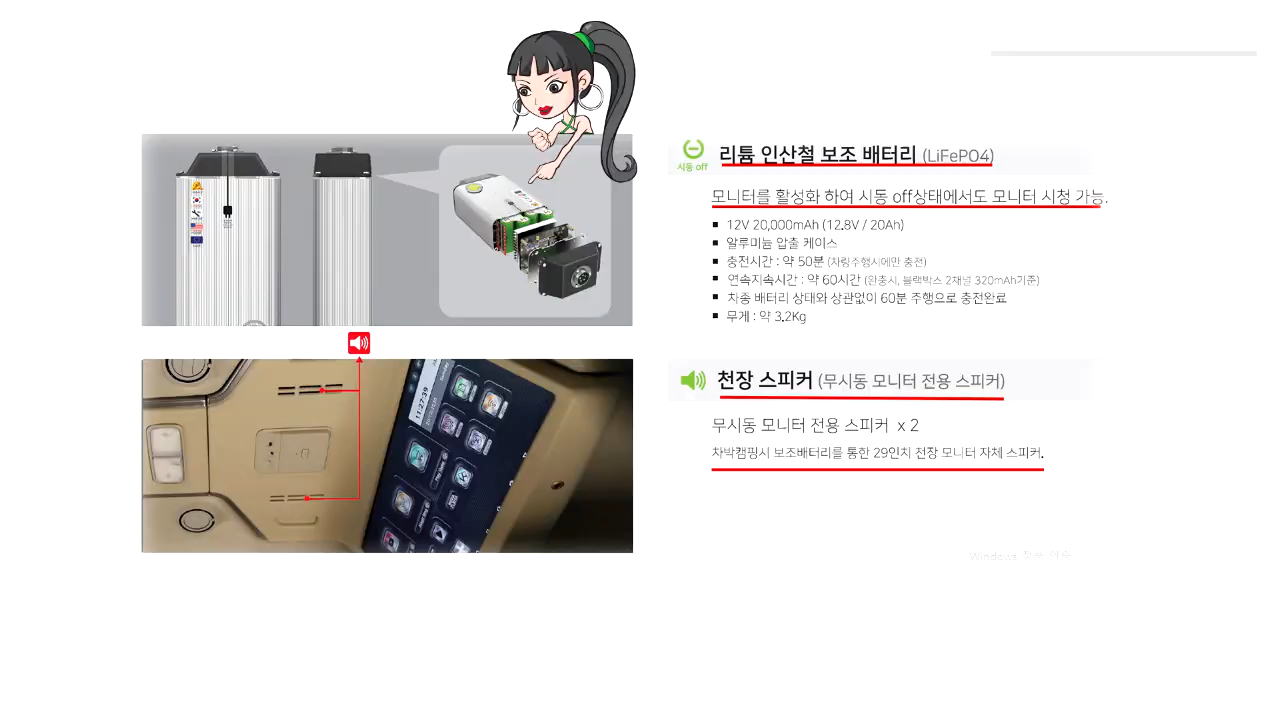 시동 off
리튬 인산철 보조 배터리 (LiFePO4)
모니터를 활성화 하여 시동 off상태에서도 모니터 시청 가능.
■ 12V 20,000mAh (12.8V / 20Ah)
■ 알루미늄 압출 케이스
■ 충전시간 : 약 50분 (차량주행시에만 충전)
■ 연속지속시간 : 약 60시간 (완충시, 블랙박스 2채널 320mAh기준)
■ 차종 배터리 상태와 상관없이 60분 주행으로 충전완료
■ 무게 : 약 3.2Kg
11:27:39
천장 스피커 (무시동 모니터 전용 스피커)
무시동 모니터 전용 스피커 x 2
차박캠핑시 보조배터리를 통한 29인치 천장 모니터 자체 스피커.
Windows 정품 인증